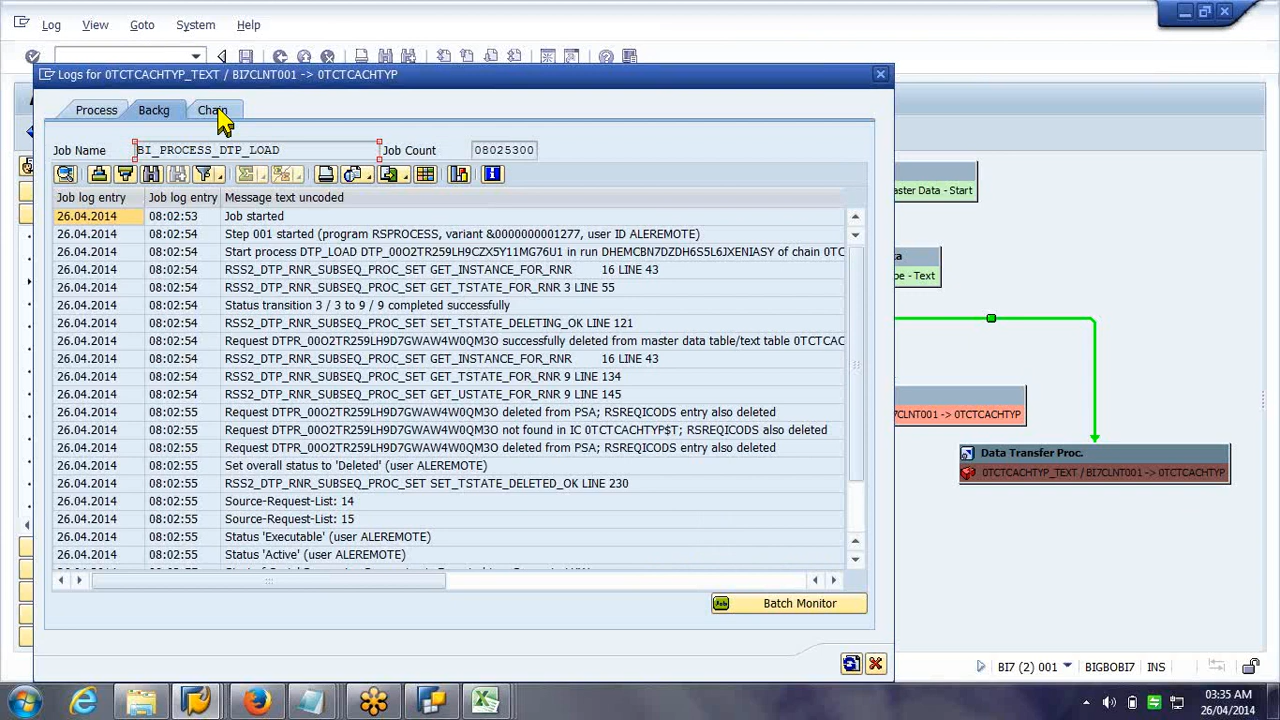 Log Edit Goto System Help
Logs for 0TCTCACHTYP_TEXT / BI7CLNT001 -> 0TCTCACHTYP
Process Backg Chain
Job Name BI_PROCESS_DTP_LOAD Job Count 08025300
Job log entry Job log entry Message text uncoded
26.04.2014 08:02:53 Job started
26.04.2014 08:02:54 Step 001 started (program RSPROCESS, variant &0000000001277, user ID ALEREMOTE)
26.04.2014 08:02:54 Start process DTP_LOAD DTP_00O2TR259LH9CZX5Y11MG76U1 in run DHEMCBN7DZDH6S5L6JXENIASY of chain 0TC
26.04.2014 08:02:54 RSS2_DTP_RNR_SUBSEQ_PROC_SET GET_INSTANCE_FOR_RNR 16 LINE 43
26.04.2014 08:02:54 RSS2_DTP_RNR_SUBSEQ_PROC_SET GET_TSTATE_FOR_RNR 3 LINE 55
26.04.2014 08:02:54 Status transition 3 / 3 to 9 / 9 completed successfully
26.04.2014 08:02:54 RSS2_DTP_RNR_SUBSEQ_PROC_SET SET_TSTATE_DELETING_OK LINE 121
26.04.2014 08:02:54 Request DTPR_00O2TR259LH9D7GWAW4W0QM3O successfully deleted from master data table/text table 0TCTCAC
26.04.2014 08:02:54 RSS2_DTP_RNR_SUBSEQ_PROC_SET GET_INSTANCE_FOR_RNR 16 LINE 43
26.04.2014 08:02:54 RSS2_DTP_RNR_SUBSEQ_PROC_SET GET_TSTATE_FOR_RNR 9 LINE 134
26.04.2014 08:02:54 RSS2_DTP_RNR_SUBSEQ_PROC_SET GET_USTATE_FOR_RNR 9 LINE 145
26.04.2014 08:02:55 Request DTPR_00O2TR259LH9D7GWAW4W0QM3O deleted from PSA; RSREQICODS entry also deleted
26.04.2014 08:02:55 Request DTPR_00O2TR259LH9D7GWAW4W0QM3O not found in IC 0TCTCACHTYP$T; RSREQICODS also deleted
26.04.2014 08:02:55 Request DTPR_00O2TR259LH9D7GWAW4W0QM3O deleted from PSA; RSREQICODS entry also deleted
26.04.2014 08:02:55 Set overall status to 'Deleted' (user ALEREMOTE)
26.04.2014 08:02:55 RSS2_DTP_RNR_SUBSEQ_PROC_SET SET_TSTATE_DELETED_OK LINE 230
26.04.2014 08:02:55 Source-Request-List: 14
26.04.2014 08:02:55 Source-Request-List: 15
26.04.2014 08:02:55 Status 'Executable' (user ALEREMOTE)
26.04.2014 08:02:55 Status 'Active' (user ALEREMOTE)
Batch Monitor
aster Data - Start
ta
pe - Text
I7CLNT001 -> 0TCTCACHTYP
Data Transfer Proc.
0TCTCACHTYP_TEXT / BI7CLNT001 -> 0TCTCACHTYP
BI7 (2) 001 BIGBOBI7 INS
03:35 AM
26/04/2014